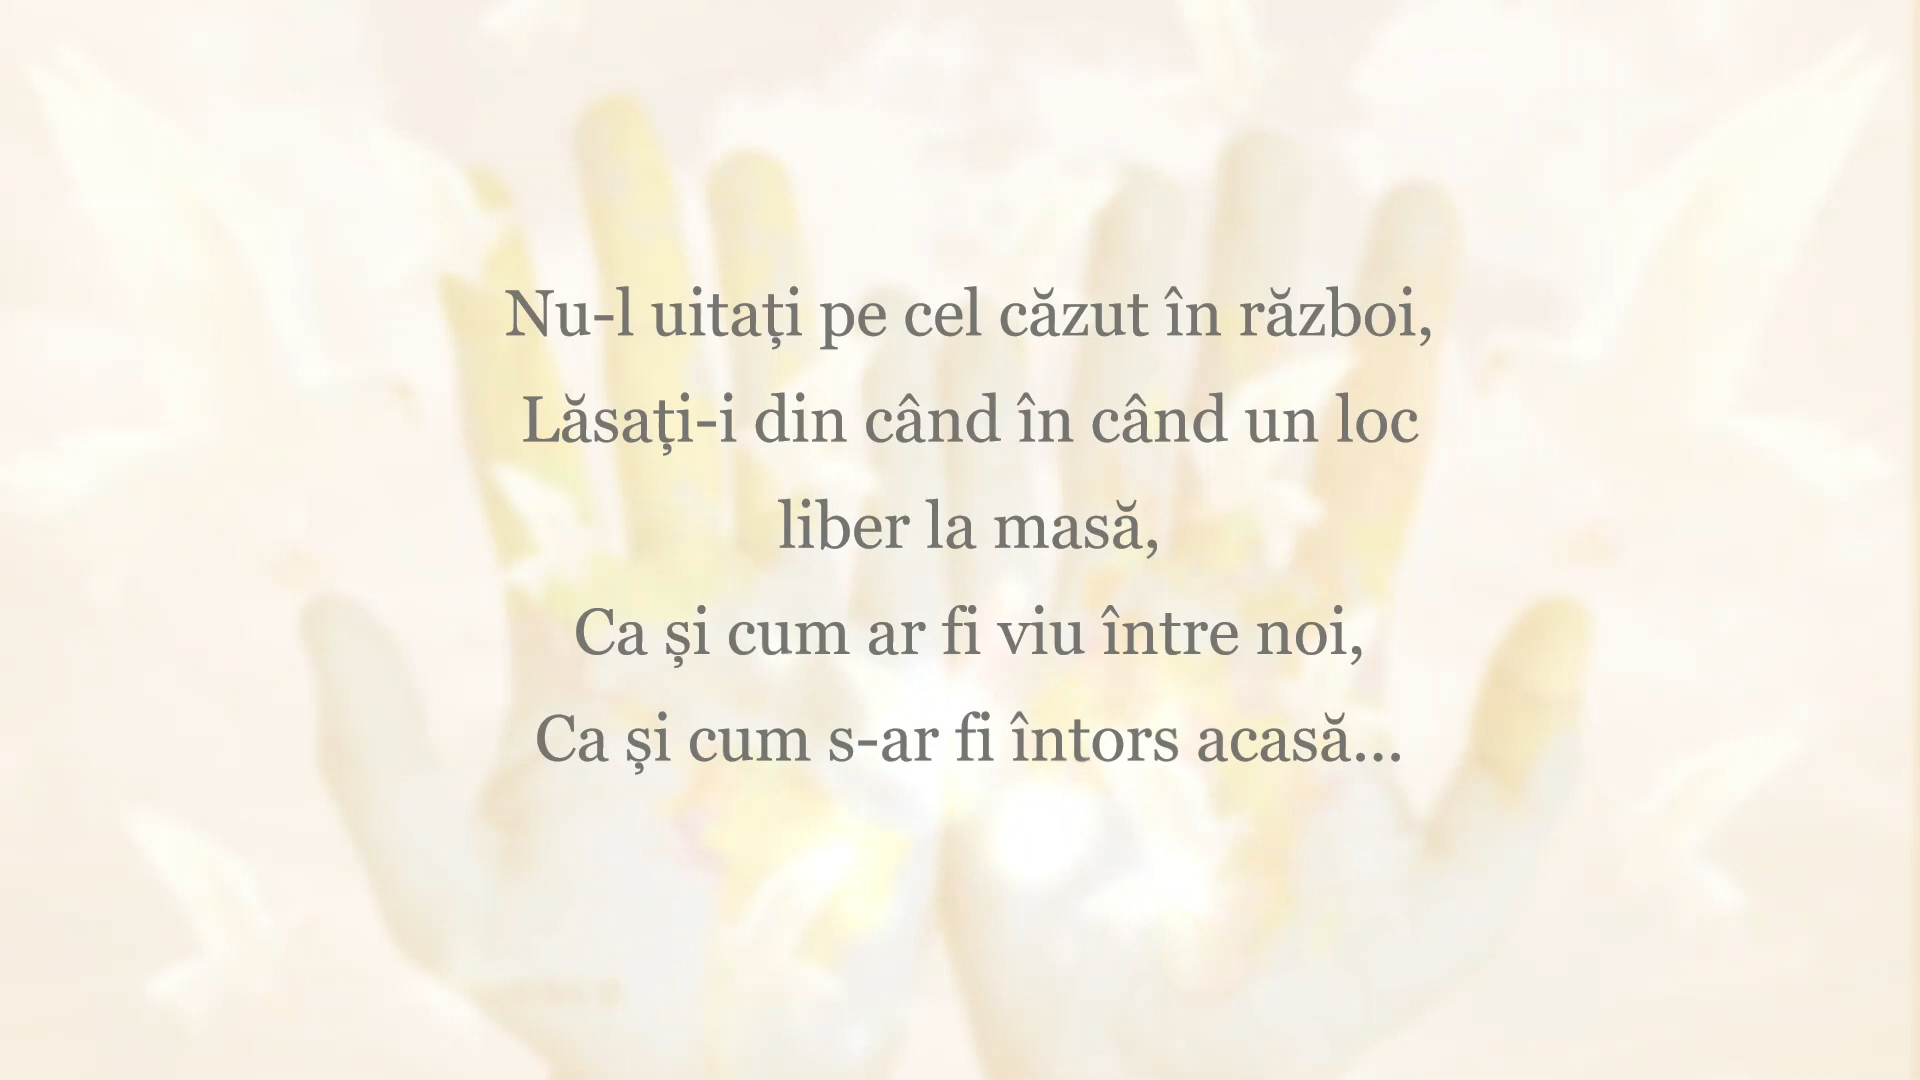 Nu-l uitați pe cel căzut în război,
Lăsați-i din când în când un loc
liber la masă,
Ca și cum ar fi viu între noi,
Ca și cum s-ar fi întors acasă...